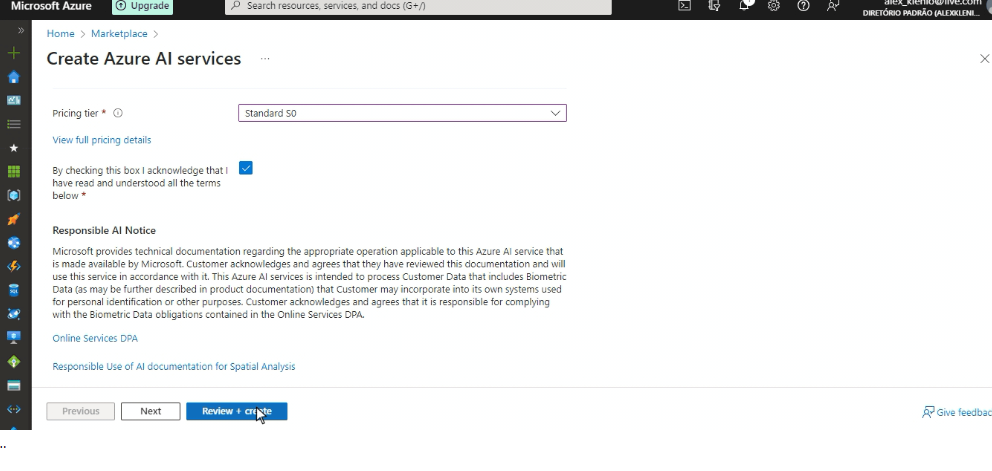 Microsoft Azure
Upgrade
Search resources, services, and docs (G+/)
alex_klenio@live.com
DIRETÓRIO PADRÃO (ALEXKLENI...
Home > Marketplace >
Create Azure AI services ...
Pricing tier *
Standard S0
View full pricing details
By checking this box I acknowledge that I
have read and understood all the terms
below *
Responsible AI Notice
Microsoft provides technical documentation regarding the appropriate operation applicable to this Azure AI service that
is made available by Microsoft. Customer acknowledges and agrees that they have reviewed this documentation and will
use this service in accordance with it. This Azure AI services is intended to process Customer Data that includes Biometric
Data (as may be further described in product documentation) that Customer may incorporate into its own systems used
for personal identification or other purposes. Customer acknowledges and agrees that it is responsible for complying
with the Biometric Data obligations contained in the Online Services DPA.
Online Services DPA
Responsible Use of AI documentation for Spatial Analysis
Previous
Next
Review + create
Give feedbac
..